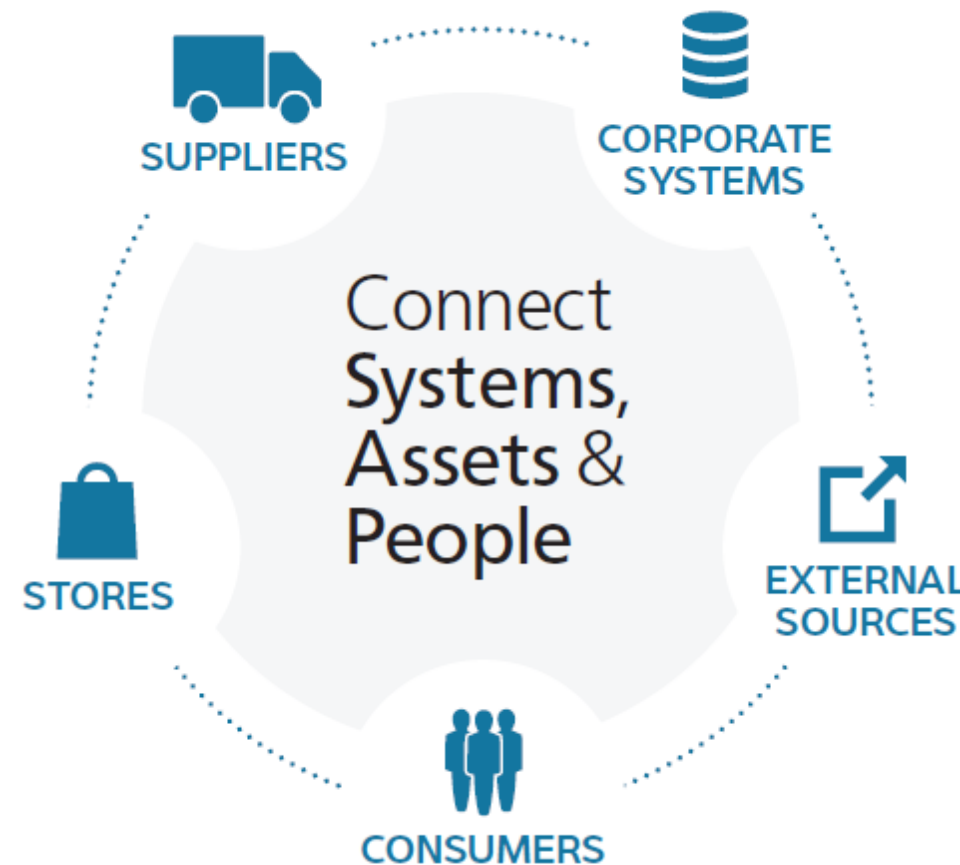 SUPPLIERS
CORPORATE
SYSTEMS
Connect
Systems,
Assets &
People
STORES
EXTERNAL
SOURCES
CONSUMERS